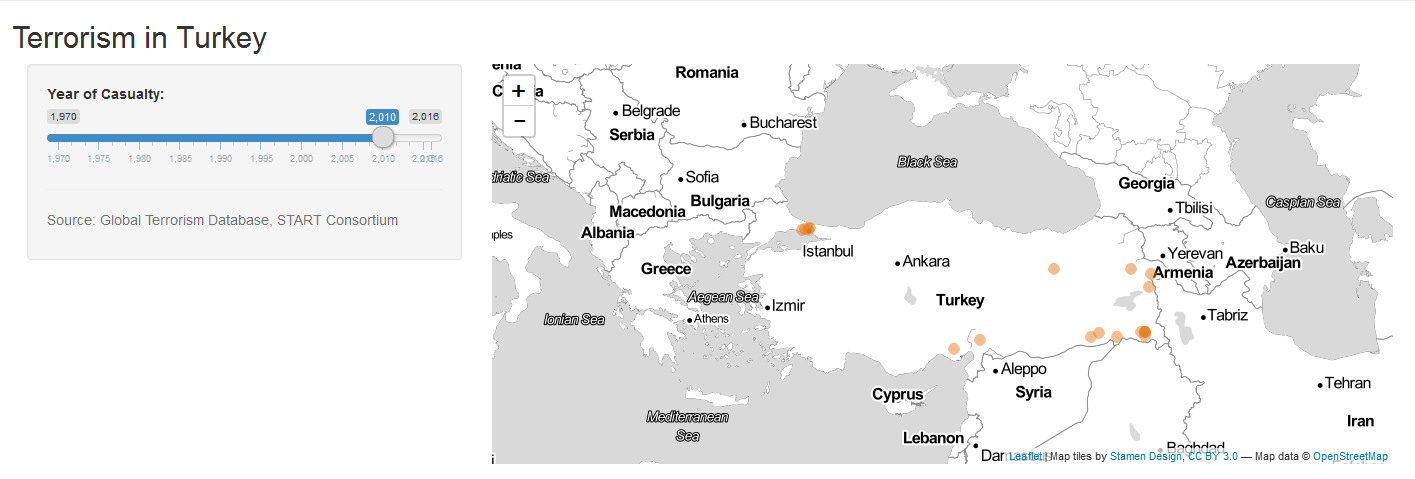 Terrorism in Turkey
Year of Casualty:
1,970 2,010 2,016
1,970 1,975 1,980 1,985 1,990 1,995 2,000 2,005 2,010
Source: Global Terrorism Database, START Consortium
+
−
Romania
Belgrade
Bucharest
Serbia
Black Sea
Sofia
Georgia
Bulgaria
Caspian Sea
Macedonia
Tbilisi
Albania
Istanbul
Yerevan
Baku
Ankara
Azerbaijan
Greece
Armenia
Aegean Sea
Turkey
Izmir
Ionian Sea
Athens
Tabriz
Aleppo
Tehran
Cyprus
Syria
Mediterranean
Sea
Iran
Lebanon
Baghdad
Leaflet | Map tiles by Stamen Design, CC BY 3.0 — Map data © OpenStreetMap